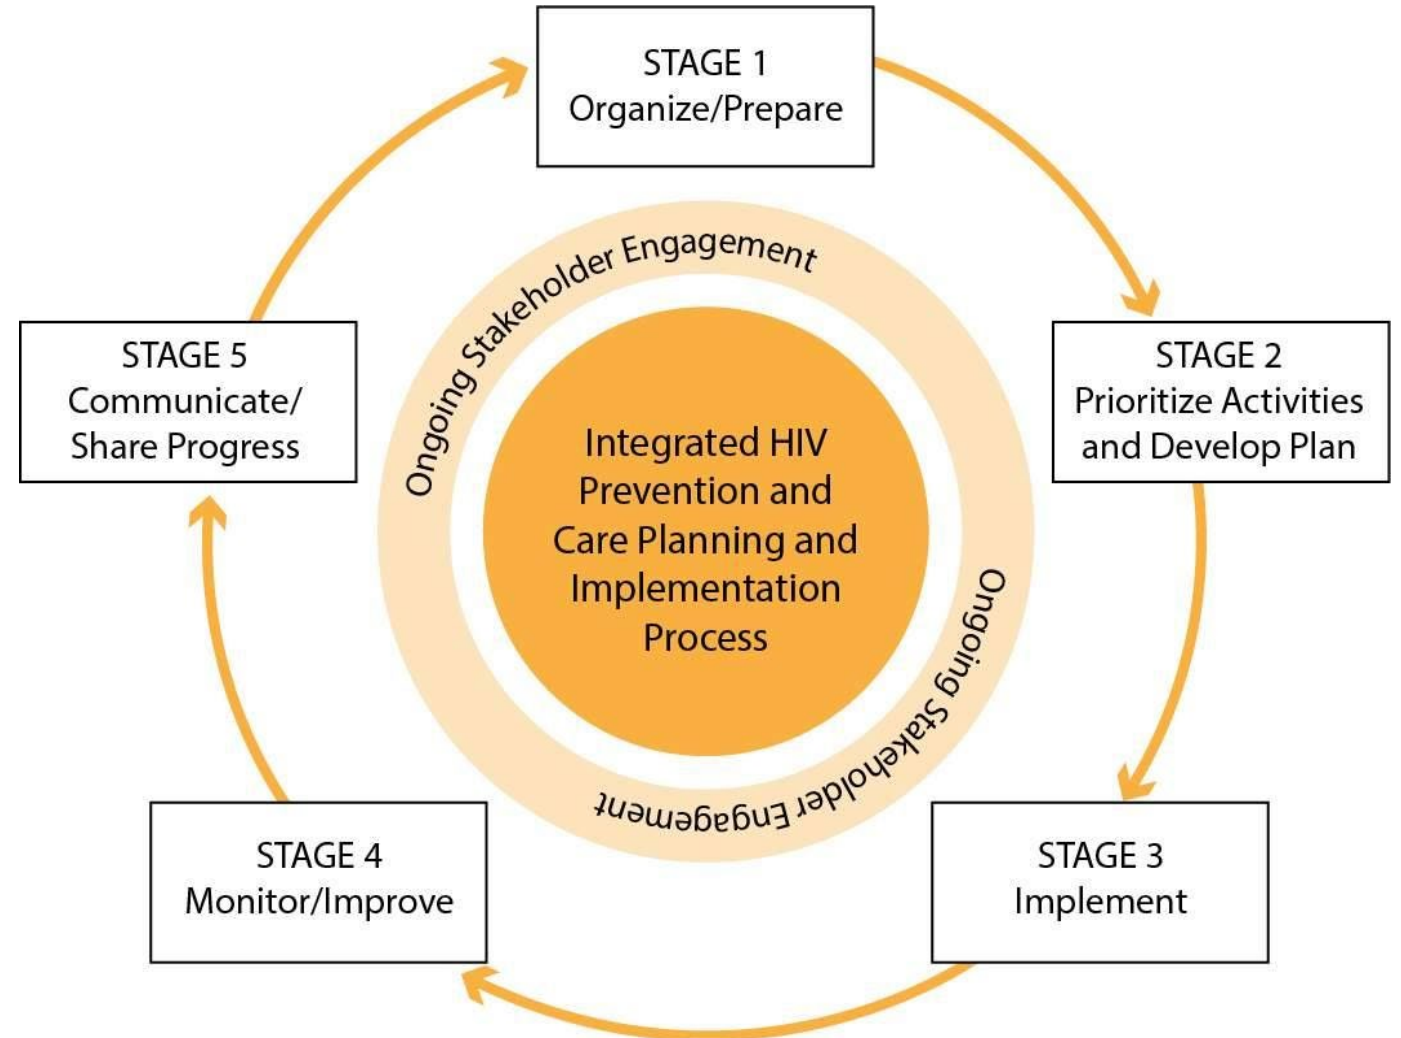 STAGE 1
Organize/Prepare
STAGE 2
Prioritize Activities
and Develop Plan
STAGE 3
Implement
STAGE 4
Monitor/Improve
STAGE 5
Communicate/
Share Progress
Ongoing Stakeholder Engagement
Integrated HIV
Prevention and
Care Planning and
Implementation
Process
Ongoing Stakeholder Engagement